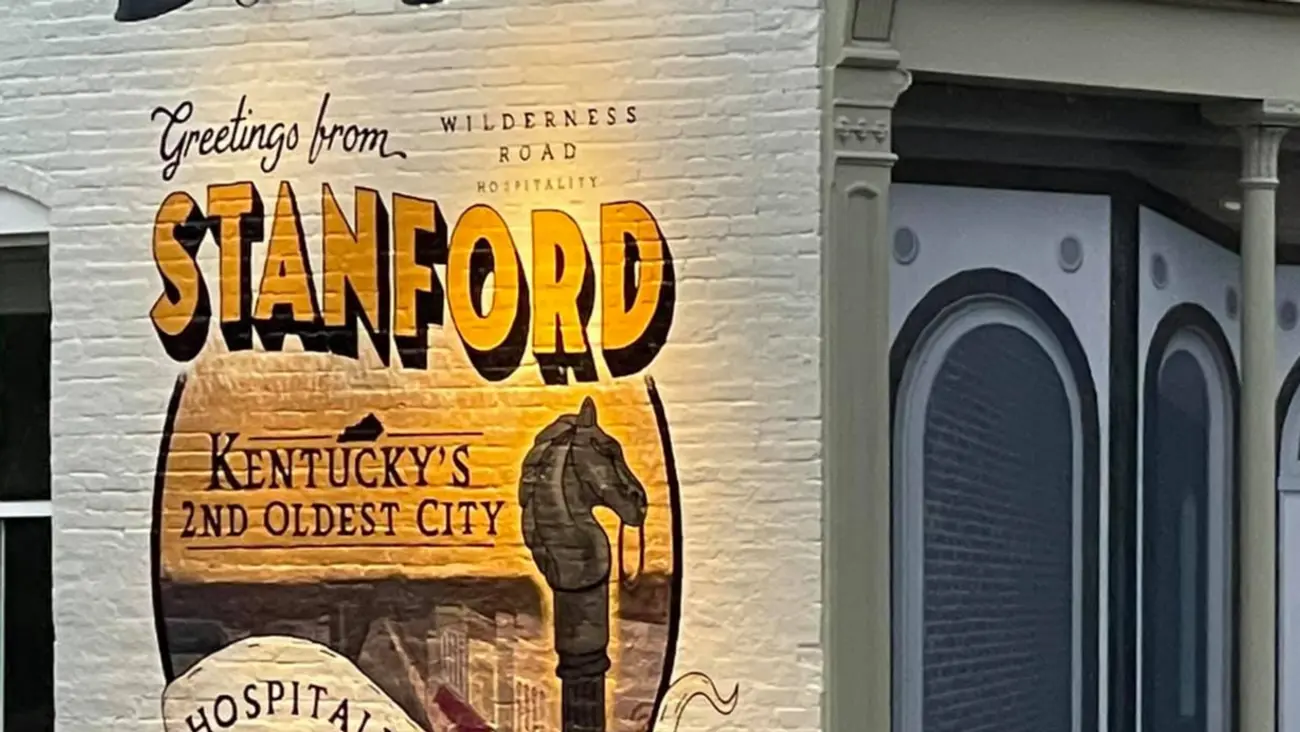 Greetings from
WILDERNESS
ROAD
HOSPITALITY
STANFORD
KENTUCKY'S
2ND OLDEST CITY